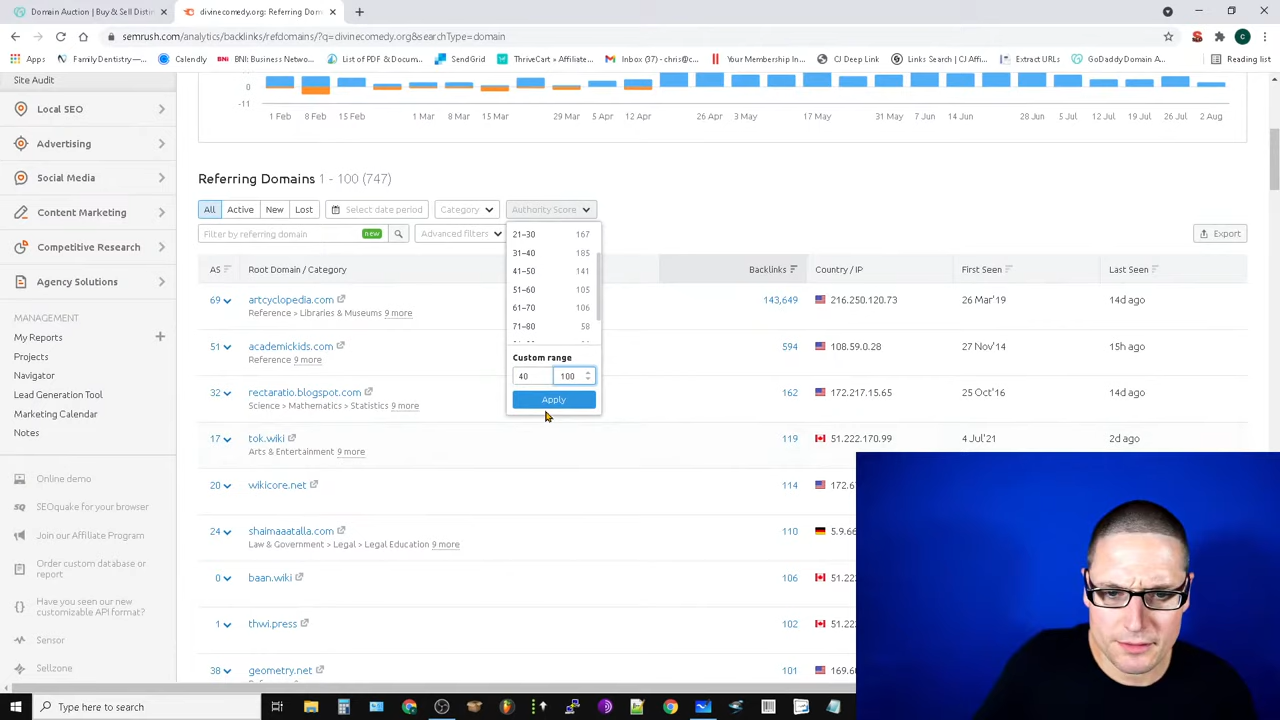 Domain Auction | Buy & Sell Distin
divinecomedy.org: Referring Dom
semrush.com/analytics/backlinks/refdomains/?q=divinecomedy.org&searchType=domain
Apps
FamilyDentistry—...
Calendly
BNI: Business Netw...
List of PDF & Docum...
SendGrid
ThriveCart » Affiliate...
Inbox (37) - chris@c...
Your Membership In...
CJ Deep Link
Links Search | CJ Affi...
Extract URLs
GoDaddy Domain A...
Reading list
Site Audit
Local SEO
Advertising
Social Media
Content Marketing
Competitive Research
Agency Solutions
MANAGEMENT
My Reports
Projects
Navigator
Lead Generation Tool
Marketing Calendar
Notes
Online demo
SEOquake for your browser
Join our Affiliate Program
Order custom database or
report
Have you seen our new
customizable API format?
Sensor
Sellzone
0
-11
1 Feb 8 Feb 15 Feb 1 Mar 8 Mar 15 Mar 29 Mar 5 Apr 12 Apr 26 Apr 3 May 17 May 31 May 7 Jun 14 Jun 28 Jun 5 Jul 12 Jul 19 Jul 26 Jul 2 Aug
Referring Domains 1 - 100 (747)
All Active New Lost Select date period Category Authority Score
Filter by referring domain new Advanced filters Export
21–30 167
31–40 185
41–50 141
51–60 105
61–70 106
71–80 58
Custom range
40 100
Apply
AS Root Domain / Category Backlinks Country / IP First Seen Last Seen
69 artcyclopedia.com 143,649 216.250.120.73 26 Mar'19 14d ago
Reference > Libraries & Museums 9 more
51 academickids.com 594 108.59.0.28 27 Nov'14 15h ago
Reference 9 more
32 rectaratio.blogspot.com 162 172.217.15.65 25 Oct'16 14d ago
Science > Mathematics > Statistics 9 more
17 tok.wiki 119 51.222.170.99 4 Jul'21 2d ago
Arts & Entertainment 9 more
20 wikicore.net 114 172.67
24 shaimaaatalla.com 110 5.9.66
Law & Government > Legal > Legal Education 9 more
0 baan.wiki 106 51.222
1 thwi.press 102 51.222
38 geometry.net 101 169.60
Type here to search